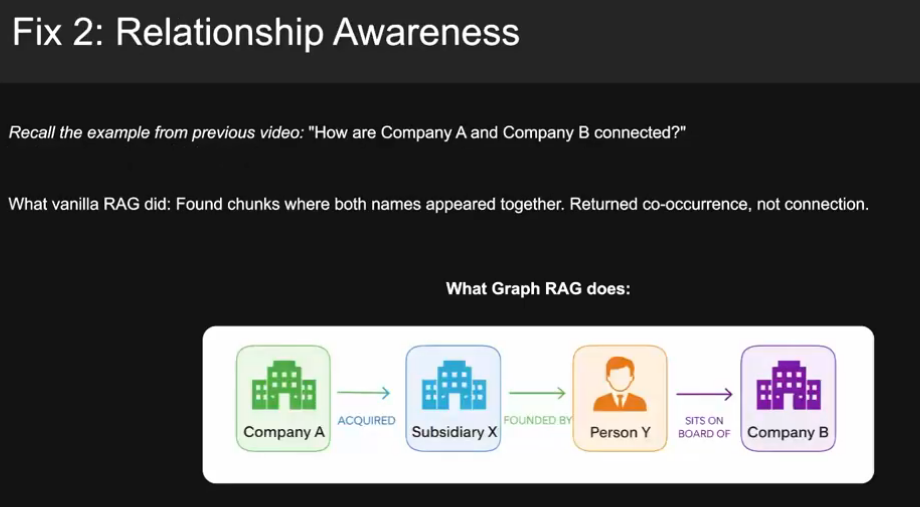 Fix 2: Relationship Awareness
Recall the example from previous video: "How are Company A and Company B connected?"
What vanilla RAG did: Found chunks where both names appeared together. Returned co-occurrence, not connection.
What Graph RAG does:
Company A
ACQUIRED
Subsidiary X
FOUNDED BY
Person Y
SITS ON
BOARD OF
Company B